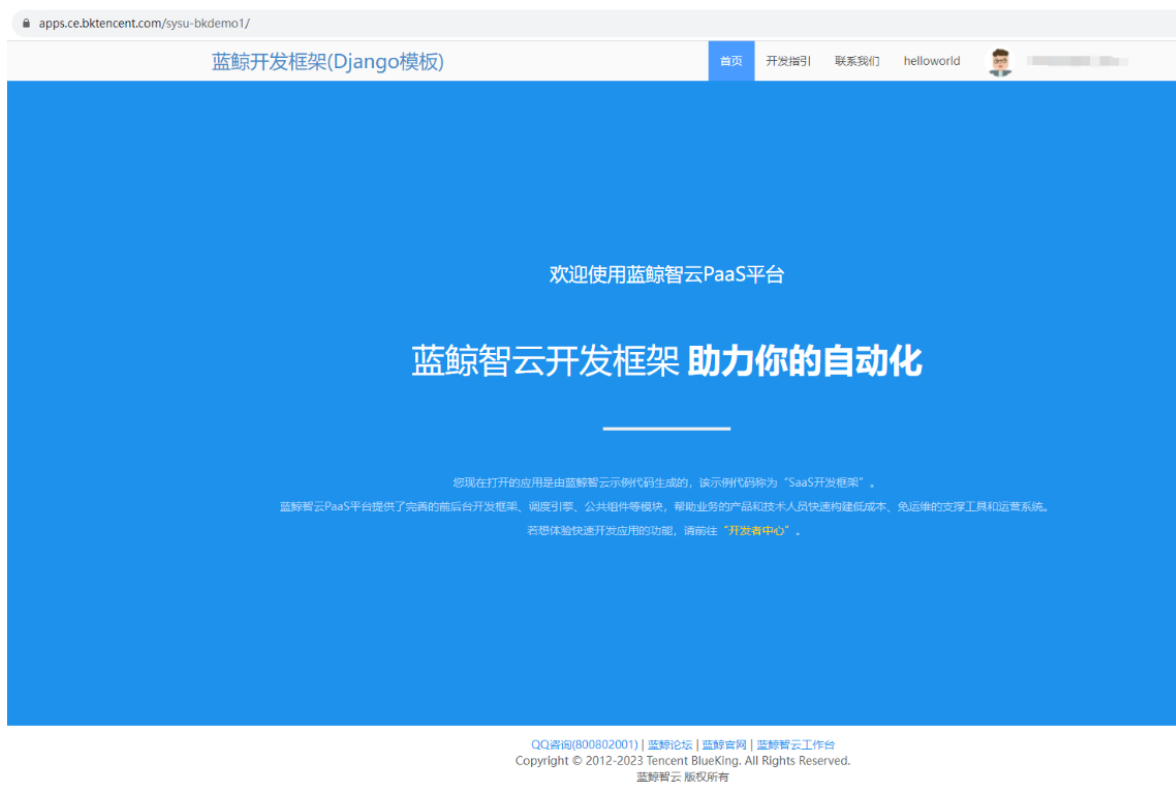 apps.ce.bktencent.com/sysu-bkdemo1/
蓝鲸开发框架(Django模板) 首页 开发指引 联系我们 helloworld
欢迎使用蓝鲸智云PaaS平台
蓝鲸智云开发框架 助力你的自动化
您现在打开的应用是由蓝鲸智云示例代码生成的，该示例代码称为“SaaS开发框架”。
蓝鲸智云PaaS平台提供了完善的前后台开发框架、调度引擎、公共组件等模块，帮助业务的产品和技术人员快速构建低成本、免运维的支撑工具和运营系统。
若想体验快速开发应用的功能，请前往“开发者中心”。
QQ咨询(800802001) | 蓝鲸论坛 | 蓝鲸官网 | 蓝鲸智云工作台
Copyright © 2012-2023 Tencent BlueKing. All Rights Reserved.
蓝鲸智云 版权所有